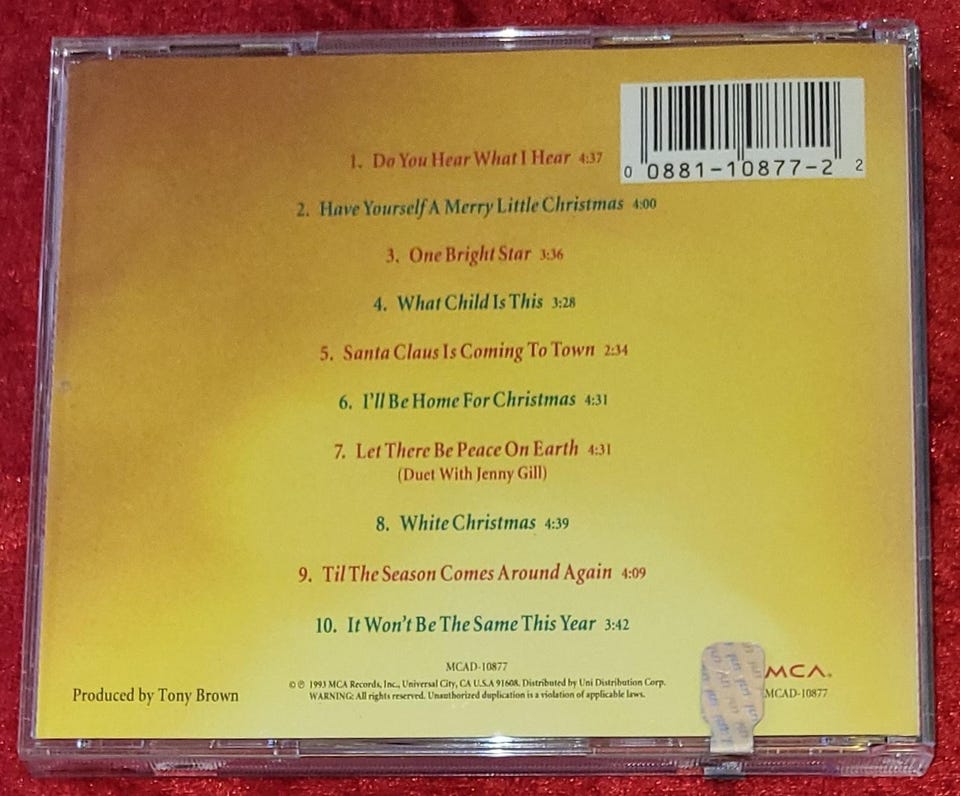 0 0881-10877-2 2
1. Do You Hear What I Hear 4:37
2. Have Yourself A Merry Little Christmas 4:00
3. One Bright Star 3:36
4. What Child Is This 3:28
5. Santa Claus Is Coming To Town 2:34
6. I'll Be Home For Christmas 4:31
7. Let There Be Peace On Earth 4:31
(Duet With Jenny Gill)
8. White Christmas 4:39
9. Til The Season Comes Around Again 4:09
10. It Won't Be The Same This Year 3:42
Produced by Tony Brown
MCAD-10877
©℗ 1993 MCA Records, Inc., Universal City, CA U.S.A 91608. Distributed by Uni Distribution Corp.
WARNING: All rights reserved. Unauthorized duplication is a violation of applicable laws.
MCA®
MCAD-10877